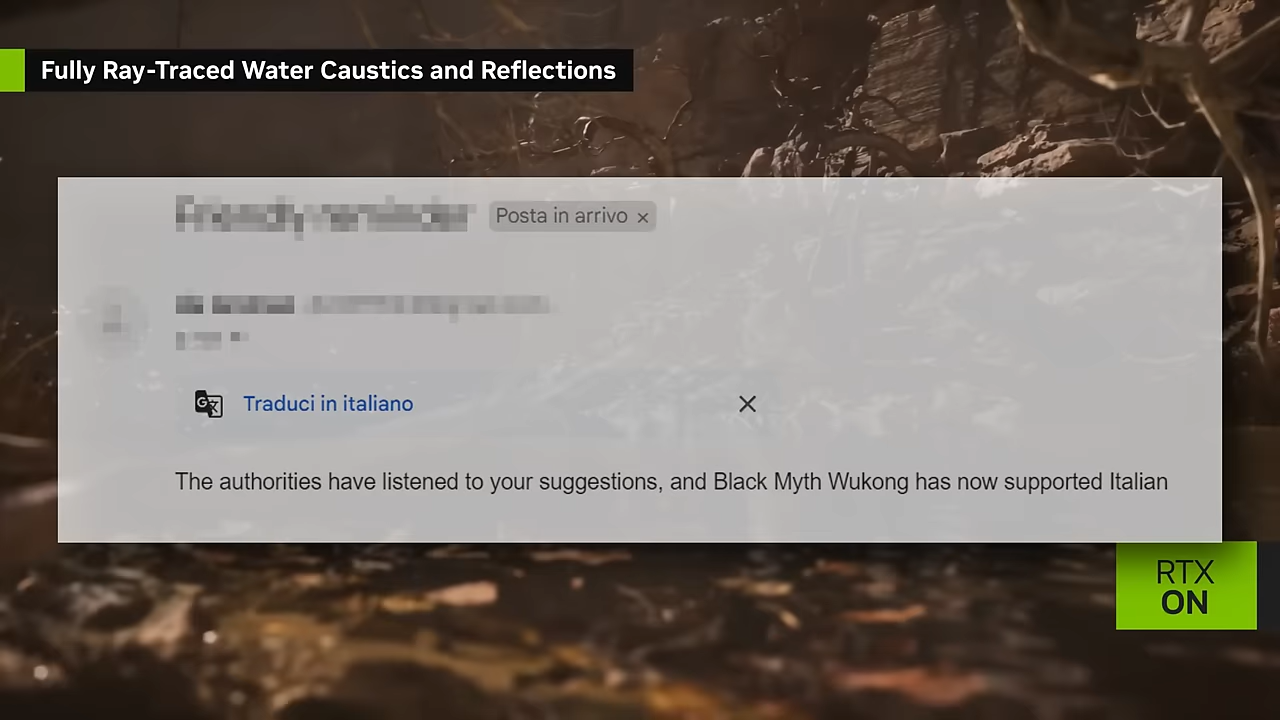 Fully Ray-Traced Water Caustics and Reflections
Posta in arrivo ×
Traduci in italiano
The authorities have listened to your suggestions, and Black Myth Wukong has now supported Italian
RTX
ON